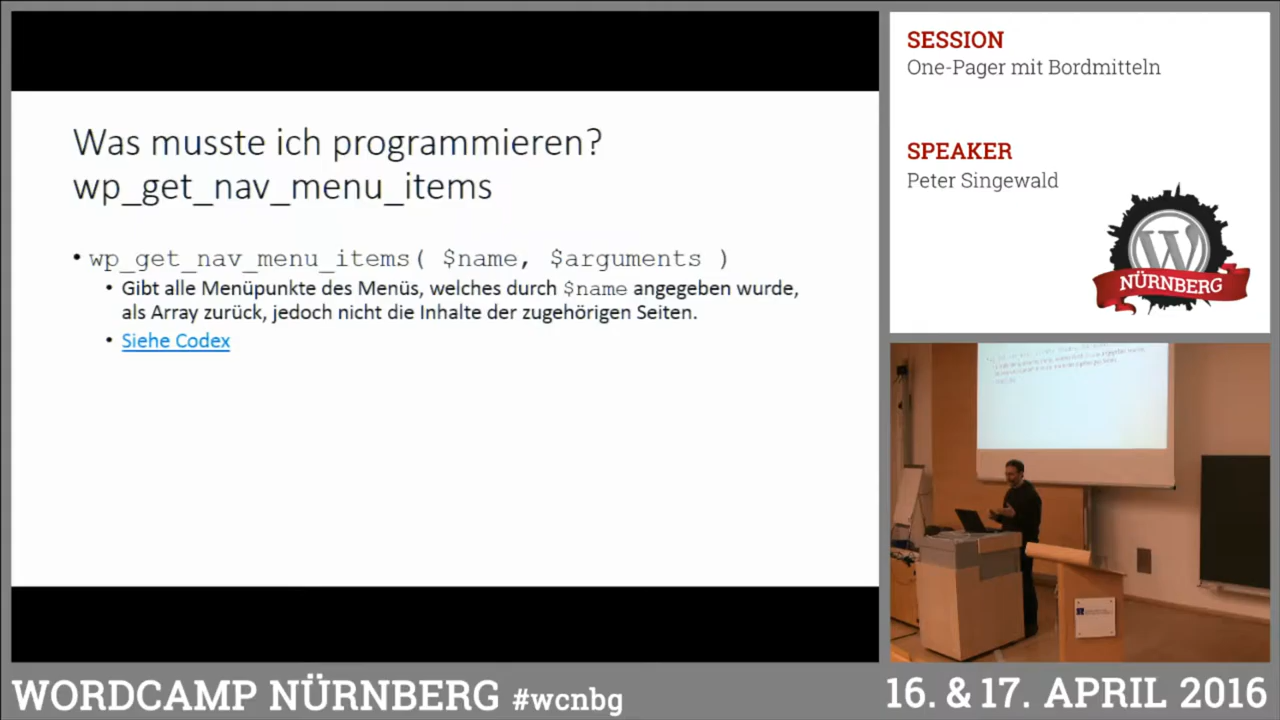 Was musste ich programmieren?
wp_get_nav_menu_items
• wp_get_nav_menu_items( $name, $arguments )
• Gibt alle Menüpunkte des Menüs, welches durch $name angegeben wurde,
als Array zurück, jedoch nicht die Inhalte der zugehörigen Seiten.
• Siehe Codex
SESSION
One-Pager mit Bordmitteln
SPEAKER
Peter Singewald
NÜRNBERG
WORDCAMP NÜRNBERG #wcnbg
16. & 17. APRIL 2016